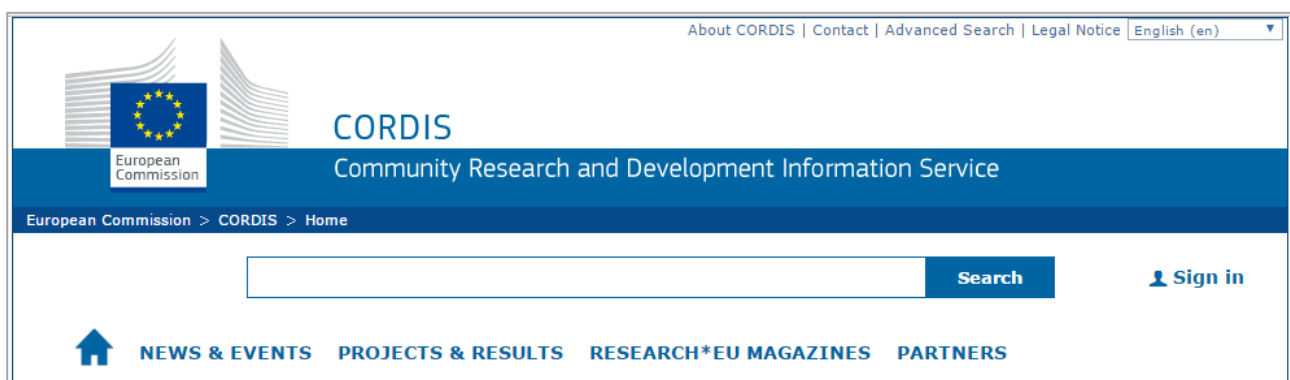 About CORDIS | Contact | Advanced Search | Legal Notice English (en)
CORDIS
European
Commission
Community Research and Development Information Service
European Commission > CORDIS > Home
Search
Sign in
NEWS & EVENTS PROJECTS & RESULTS RESEARCH*EU MAGAZINES PARTNERS